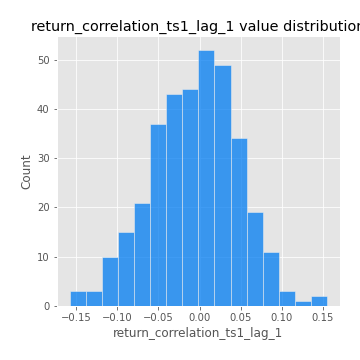 return_correlation_ts1_lag_1 value distribution
50
40
30
20
10
0
Count
−0.15 −0.10 −0.05 0.00 0.05 0.10 0.15
return_correlation_ts1_lag_1